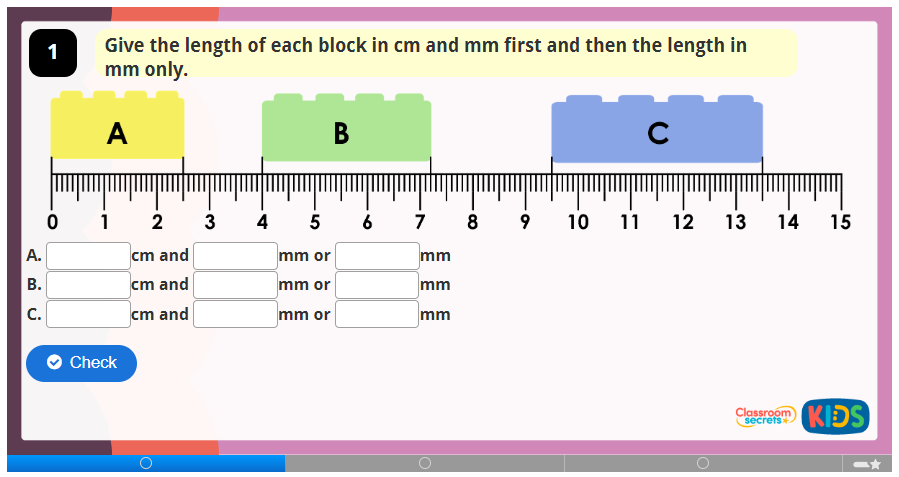 1
Give the length of each block in cm and mm first and then the length in
mm only.
A B C
0 1 2 3 4 5 6 7 8 9 10 11 12 13 14 15
A. cm and mm or mm
B. cm and mm or mm
C. cm and mm or mm
Check
Classroom
secrets
KIDS